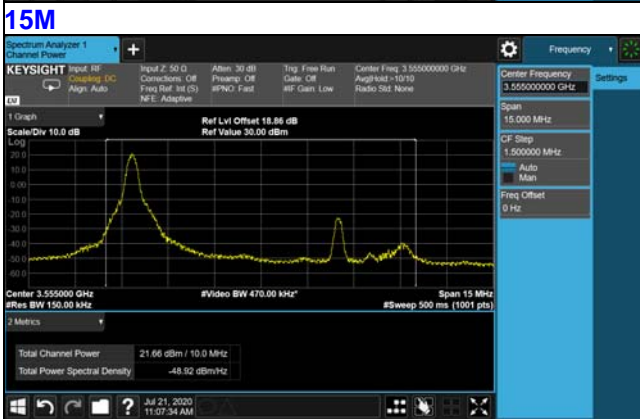 15M
Spectrum Analyzer 1
Channel Power
+
Frequency
KEYSIGHT
Input: RF
Coupling: DC
Align: Auto
Input Z: 50 Ω
Corrections: Off
Freq Ref: Int (S)
NFE: Adaptive
Atten: 30 dB
Preamp: Off
#PNO: Fast
Trig: Free Run
Gate: Off
#IF Gain: Low
Center Freq: 3.555000000 GHz
Avg|Hold:>10/10
Radio Std: None
Center Frequency
3.555000000 GHz
Settings
Span
15.000 MHz
CF Step
1.500000 MHz
Auto
Man
Freq Offset
0 Hz
1 Graph
Scale/Div 10.0 dB
Ref Lvl Offset 18.86 dB
Ref Value 30.00 dBm
Log
20.0
10.0
0.00
-10.0
-20.0
-30.0
-40.0
-50.0
-60.0
Center 3.555000 GHz
#Res BW 150.00 kHz
#Video BW 470.00 kHz*
Span 15 MHz
#Sweep 500 ms (1001 pts)
2 Metrics
Total Channel Power 21.66 dBm / 10.0 MHz
Total Power Spectral Density -48.92 dBm/Hz
?
Jul 21, 2020
11:07:34 AM